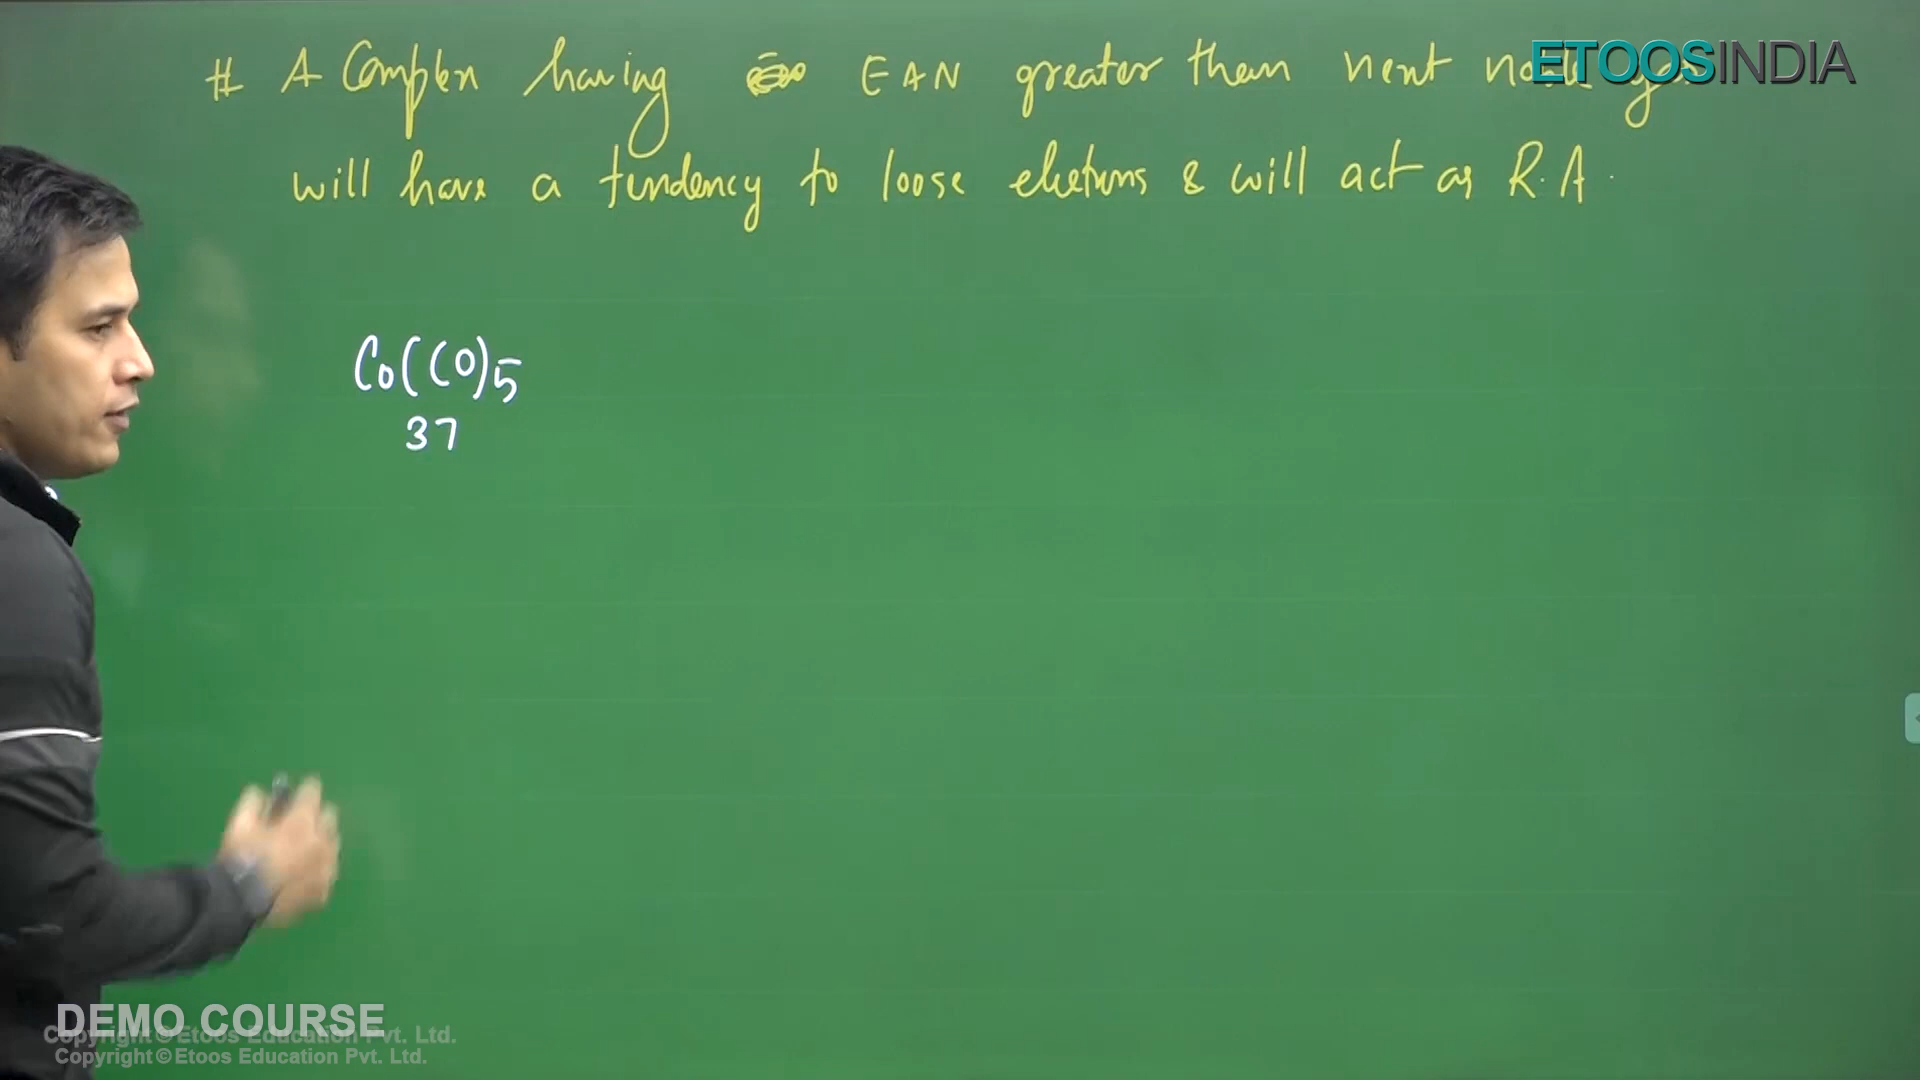 # A Complex having EAN greater than next
will have a tendency to loose electrons & will act as R.A.
ETOOSINDIA
Co(CO)5
37
DEMO COURSE
Copyright © Etoos Education Pvt. Ltd.
Copyright © Etoos Education Pvt. Ltd.